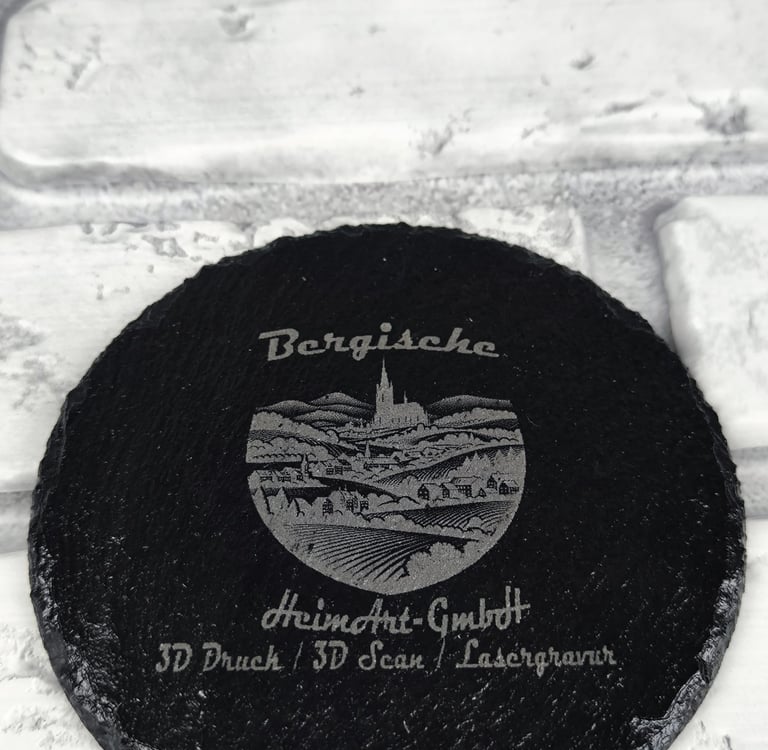 Bergische
HeimArt-GmbH
3D Druck / 3D Scan / Lasergravur